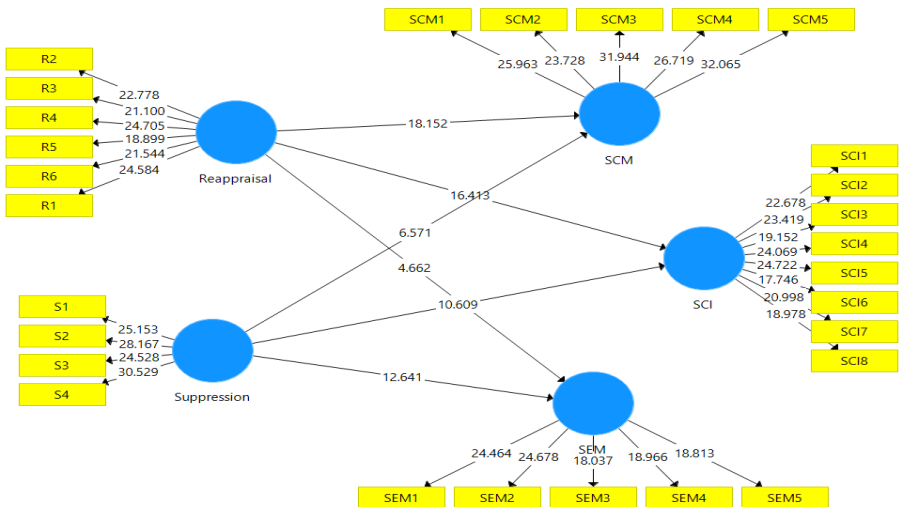 SCM1 SCM2 SCM3 SCM4 SCM5
25.963 23.728 31.944 26.719 32.065
SCM
R2
R3
R4
R5
R6
R1
22.778
21.100
24.705
18.899
21.544
24.584
Reappraisal
18.152
16.413
6.571
4.662
10.609
12.641
SCI1
SCI2
SCI3
SCI4
SCI5
SCI6
SCI7
SCI8
22.678
23.419
19.152
24.069
24.722
17.746
20.998
18.978
SCI
S1
S2
S3
S4
25.153
28.167
24.528
30.529
Suppression
SEM
24.464 24.678 18.037 18.966 18.813
SEM1 SEM2 SEM3 SEM4 SEM5